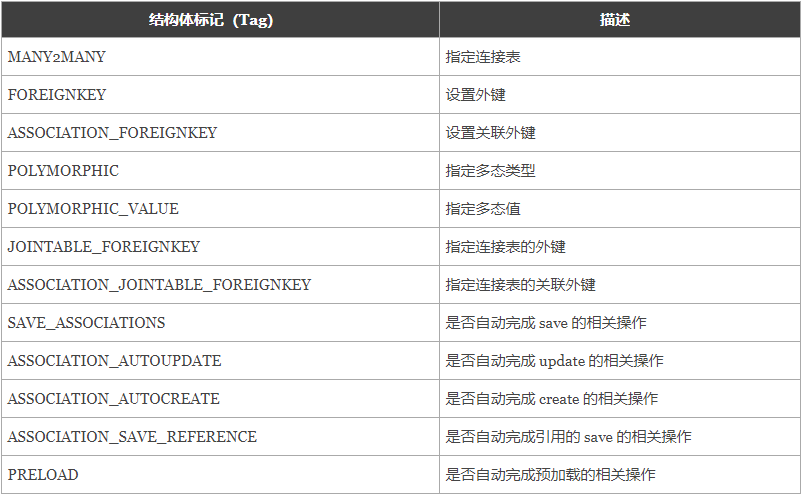 结构体标记（Tag） 描述
MANY2MANY 指定连接表
FOREIGNKEY 设置外键
ASSOCIATION_FOREIGNKEY 设置关联外键
POLYMORPHIC 指定多态类型
POLYMORPHIC_VALUE 指定多态值
JOINTABLE_FOREIGNKEY 指定连接表的外键
ASSOCIATION_JOINTABLE_FOREIGNKEY 指定连接表的关联外键
SAVE_ASSOCIATIONS 是否自动完成 save 的相关操作
ASSOCIATION_AUTOUPDATE 是否自动完成 update 的相关操作
ASSOCIATION_AUTOCREATE 是否自动完成 create 的相关操作
ASSOCIATION_SAVE_REFERENCE 是否自动完成引用的 save 的相关操作
PRELOAD 是否自动完成预加载的相关操作